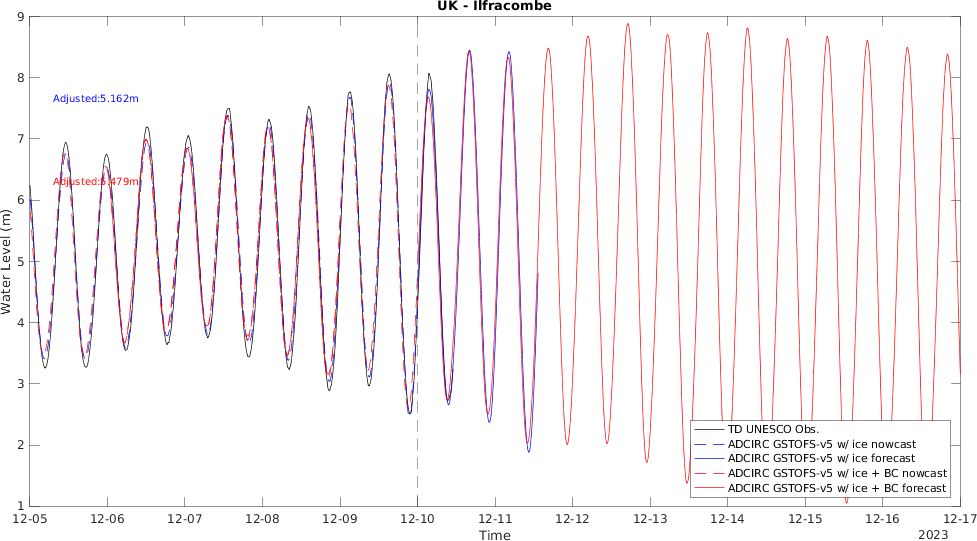 UK - Ilfracombe
9
8
7
6
5
4
3
2
1
Water Level (m)
Adjusted:5.162m
Adjusted:5.479m
TD UNESCO Obs.
ADCIRC GSTOFS-v5 w/ ice nowcast
ADCIRC GSTOFS-v5 w/ ice forecast
ADCIRC GSTOFS-v5 w/ ice + BC nowcast
ADCIRC GSTOFS-v5 w/ ice + BC forecast
12-05 12-06 12-07 12-08 12-09 12-10 12-11 12-12 12-13 12-14 12-15 12-16 12-17
Time
2023